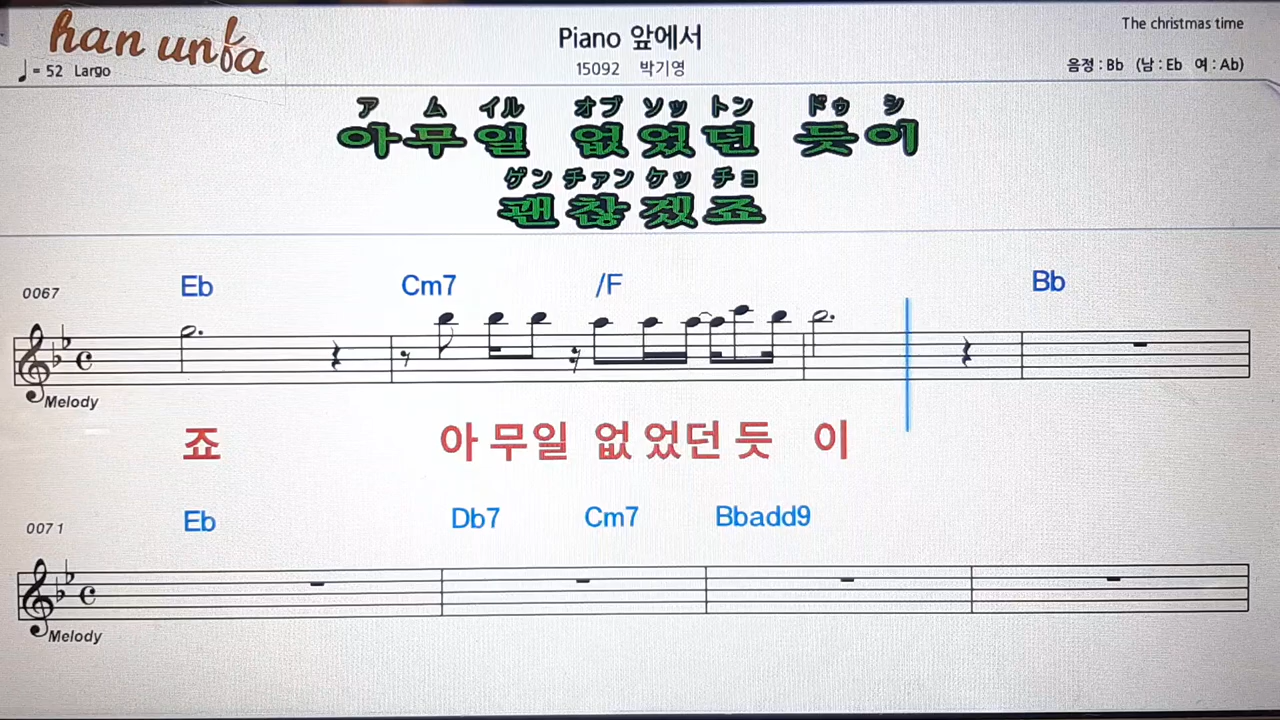 han unfa
Piano 앞에서
The christmas time
♩= 52 Largo
15092 박기영
음정 : Bb (남 : Eb 여 : Ab)
ア ム イル オブ ソッ トン ドゥ シ
아무일 없었던 듯이
ゲン チァン ケッ チョ
괜찮겠죠
0067
Eb Cm7 /F Bb
Melody
죠 아 무일 없 었던 듯 이
0071
Eb Db7 Cm7 Bbadd9
Melody